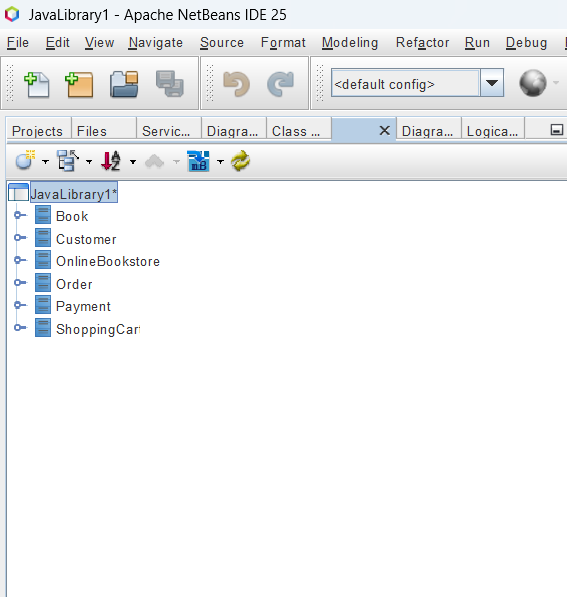 JavaLibrary1 - Apache NetBeans IDE 25
File Edit View Navigate Source Format Modeling Refactor Run Debug
<default config>
Projects Files Servic... Diagra... Class ... Diagra... Logica...
JavaLibrary1*
Book
Customer
OnlineBookstore
Order
Payment
ShoppingCart